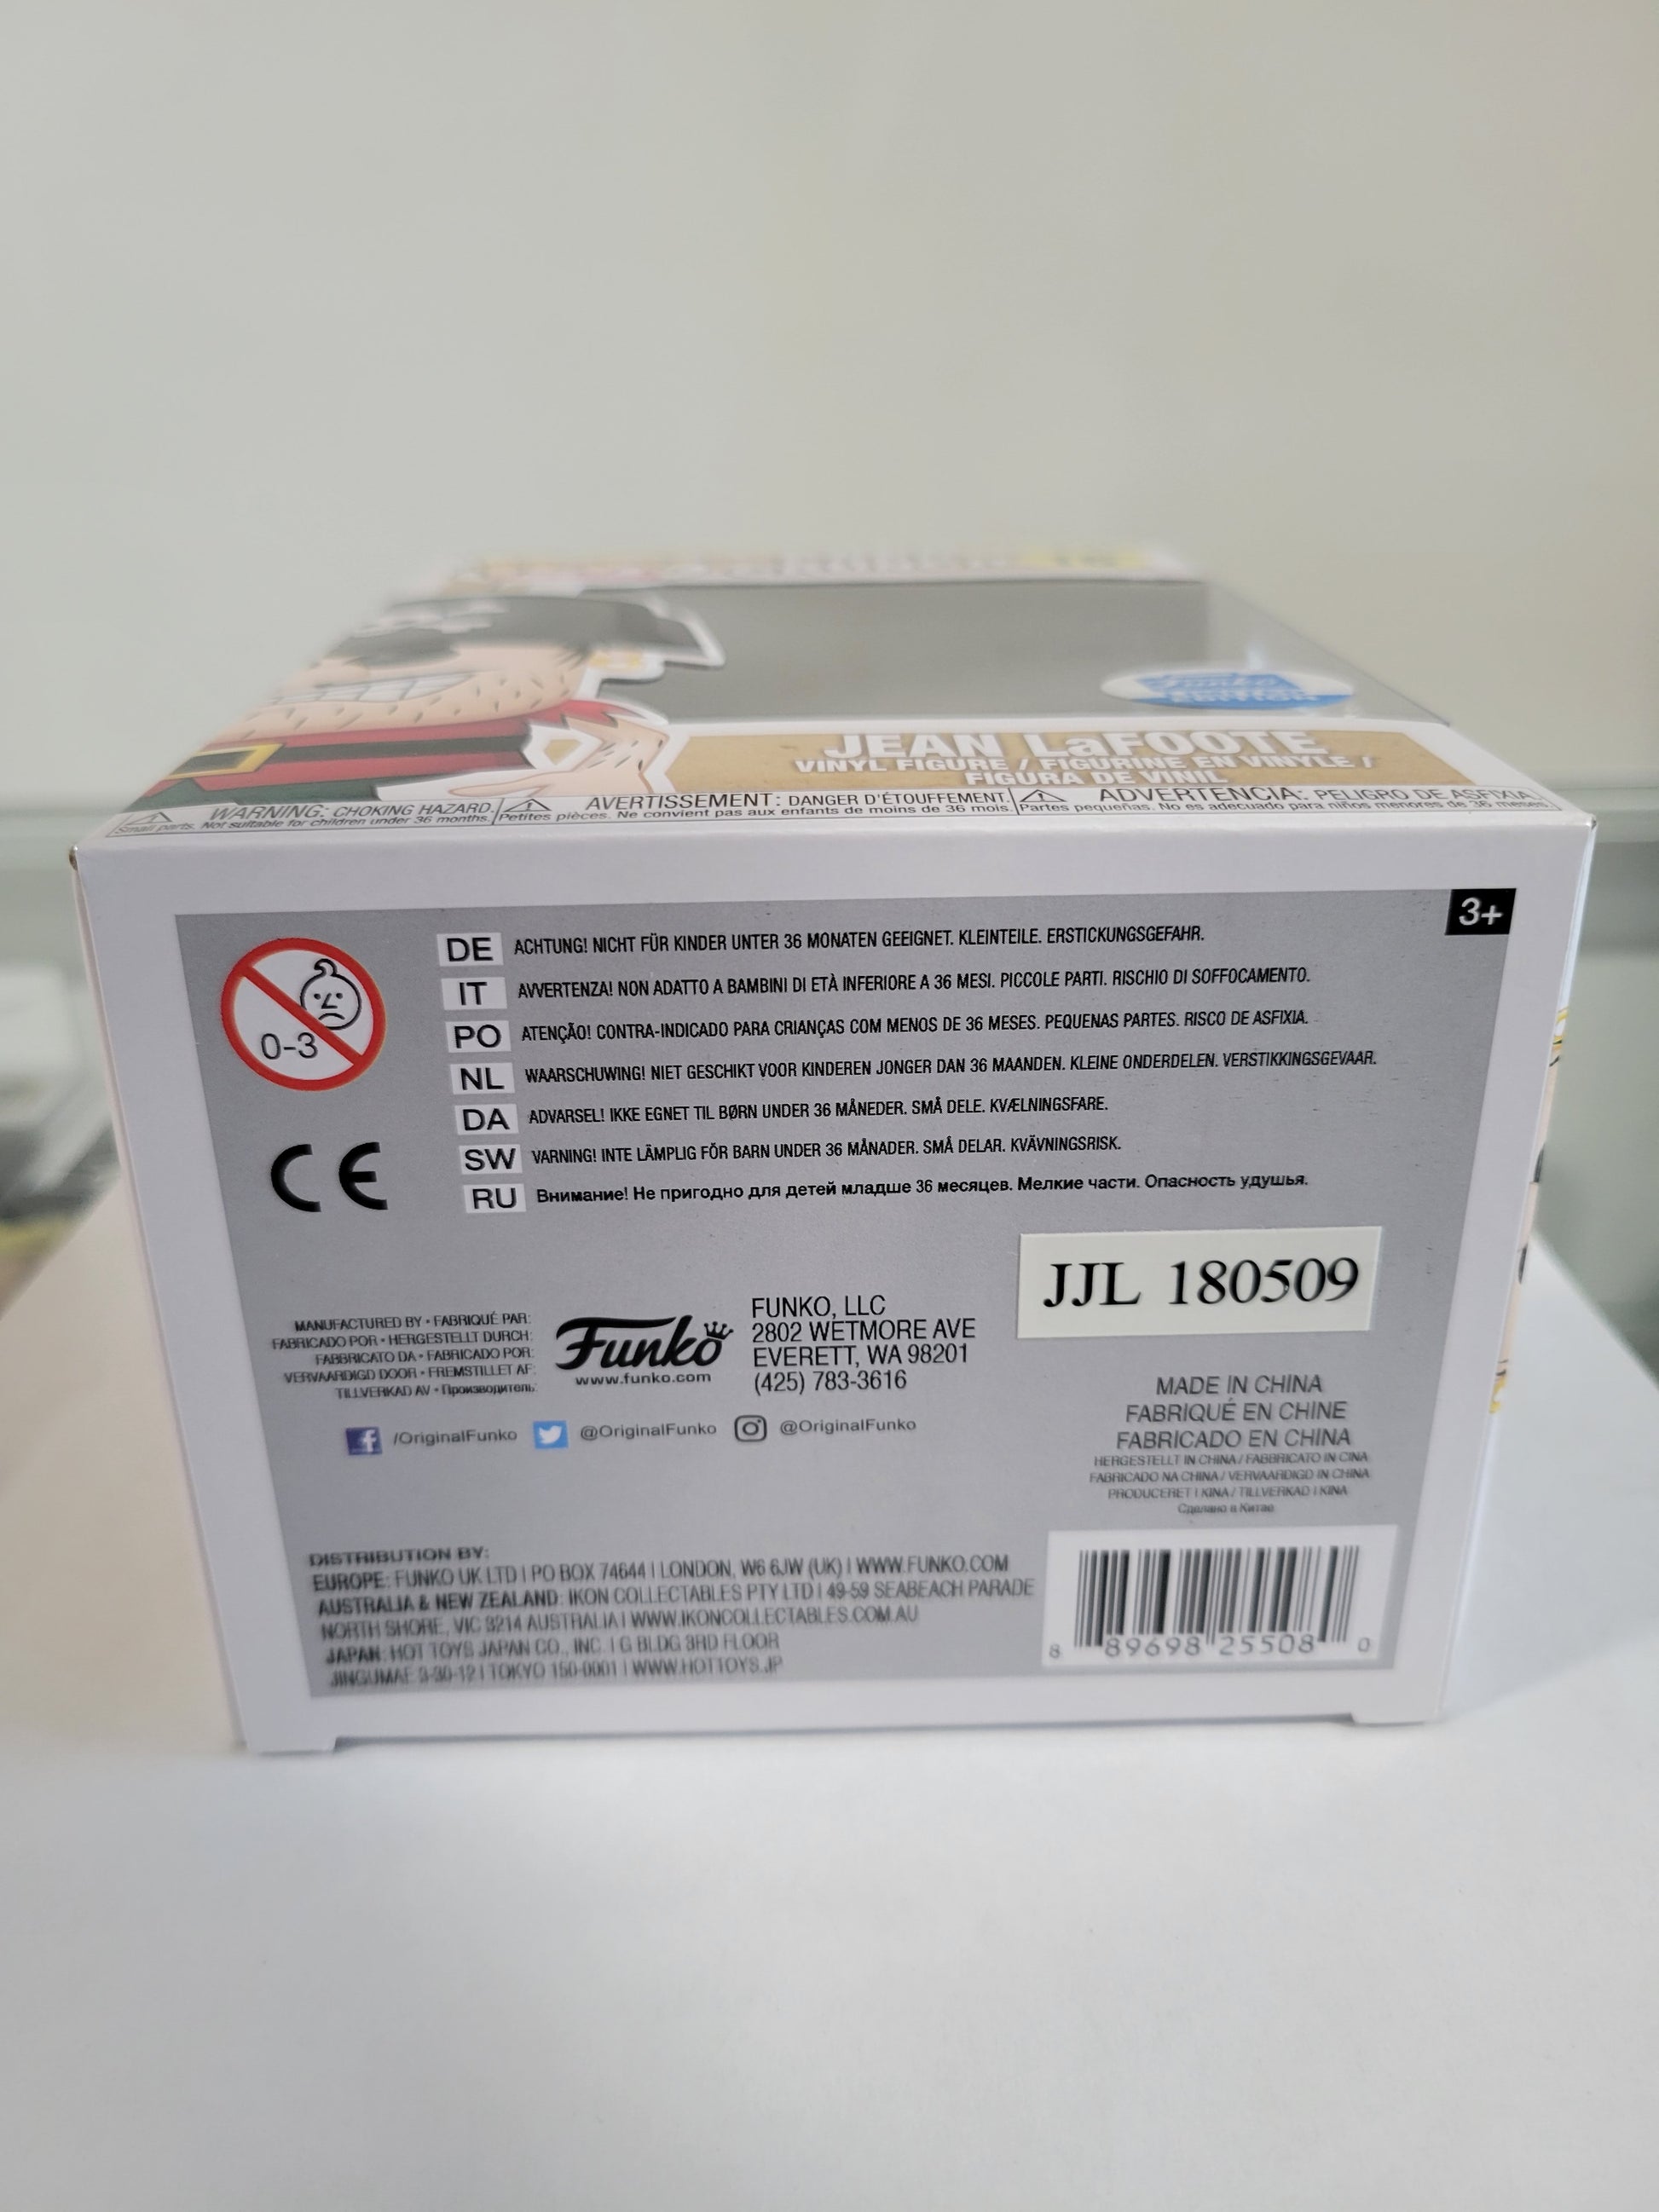 JEAN LaFOOTE
VINYL FIGURE / FIGURINE EN VINYLE /
FIGURA DE VINIL
WARNING: CHOKING HAZARD.
Small parts. Not suitable for children under 36 months.
AVERTISSEMENT: DANGER D'ÉTOUFFEMENT.
Petites pièces. Ne convient pas aux enfants de moins de 36 mois.
ADVERTENCIA: PELIGRO DE ASFIXIA.
Partes pequeñas. No es adecuado para niños menores de 36 meses
3+
0-3
DE ACHTUNG! NICHT FÜR KINDER UNTER 36 MONATEN GEEIGNET. KLEINTEILE. ERSTICKUNGSGEFAHR.
IT AVVERTENZA! NON ADATTO A BAMBINI DI ETÀ INFERIORE A 36 MESI. PICCOLE PARTI. RISCHIO DI SOFFOCAMENTO.
PO ATENÇÃO! CONTRA-INDICADO PARA CRIANÇAS COM MENOS DE 36 MESES. PEQUENAS PARTES. RISCO DE ASFIXIA.
NL WAARSCHUWING! NIET GESCHIKT VOOR KINDEREN JONGER DAN 36 MAANDEN. KLEINE ONDERDELEN. VERSTIKKINGSGEVAAR.
DA ADVARSEL! IKKE EGNET TIL BØRN UNDER 36 MÅNEDER. SMÅ DELE. KVÆLNINGSFARE.
SW VARNING! INTE LÄMPLIG FÖR BARN UNDER 36 MÅNADER. SMÅ DELAR. KVÄVNINGSRISK.
RU Внимание! Не пригодно для детей младше 36 месяцев. Мелкие части. Опасность удушья.
CE
JJL 180509
MANUFACTURED BY • FABRIQUÉ PAR:
FABRICADO POR • HERGESTELLT DURCH:
FABBRICATO DA • FABRICADO POR:
VERVAARDIGD DOOR • FREMSTILLET AF:
TILLVERKAD AV • Производитель:
Funko
www.funko.com
FUNKO, LLC
2802 WETMORE AVE
EVERETT, WA 98201
(425) 783-3616
/OriginalFunko @OriginalFunko @OriginalFunko
MADE IN CHINA
FABRIQUÉ EN CHINE
FABRICADO EN CHINA
HERGESTELLT IN CHINA / FABBRICATO IN CINA
FABRICADO NA CHINA / VERVAARDIGD IN CHINA
PRODUCERET I KINA / TILLVERKAD I KINA
Сделано в Китае
DISTRIBUTION BY:
EUROPE: FUNKO UK LTD | PO BOX 74644 | LONDON, W6 6JW (UK) | WWW.FUNKO.COM
AUSTRALIA & NEW ZEALAND: IKON COLLECTABLES PTY LTD | 49-59 SEABEACH PARADE
NORTH SHORE, VIC 3214 AUSTRALIA | WWW.IKONCOLLECTABLES.COM.AU
JAPAN: HOT TOYS JAPAN CO., INC. | G BLDG 3RD FLOOR
JINGUMAE 3-30-12 | TOKYO 150-0001 | WWW.HOTTOYS.JP
8 89698 25508 0